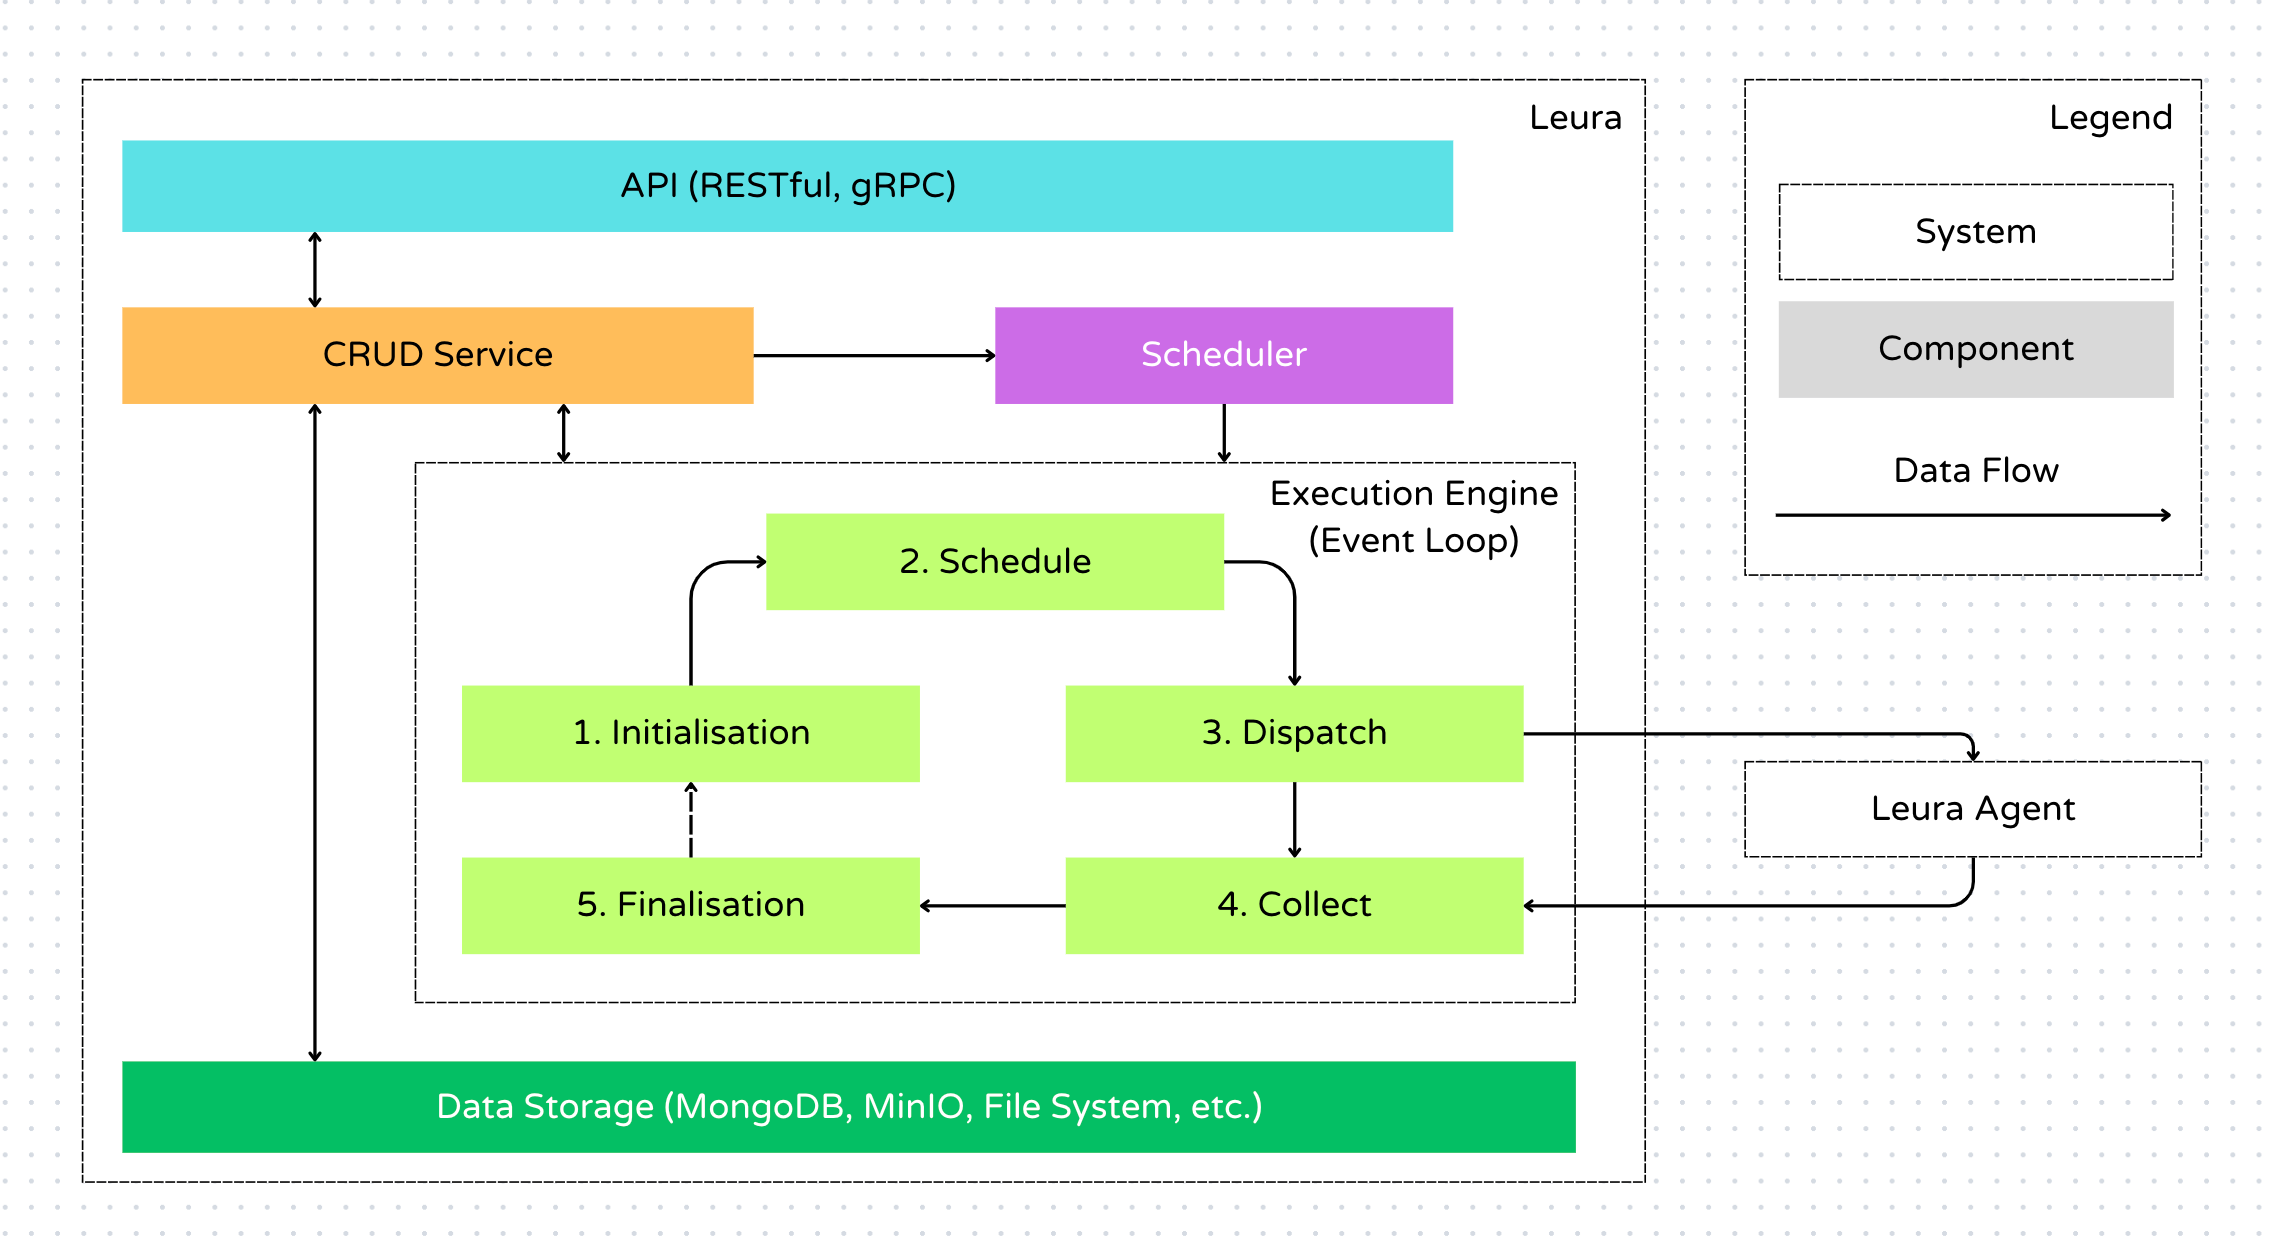 Leura
API (RESTful, gRPC)
CRUD Service
Scheduler
Execution Engine
(Event Loop)
2. Schedule
1. Initialisation
3. Dispatch
5. Finalisation
4. Collect
Data Storage (MongoDB, MinIO, File System, etc.)
Legend
System
Component
Data Flow
Leura Agent